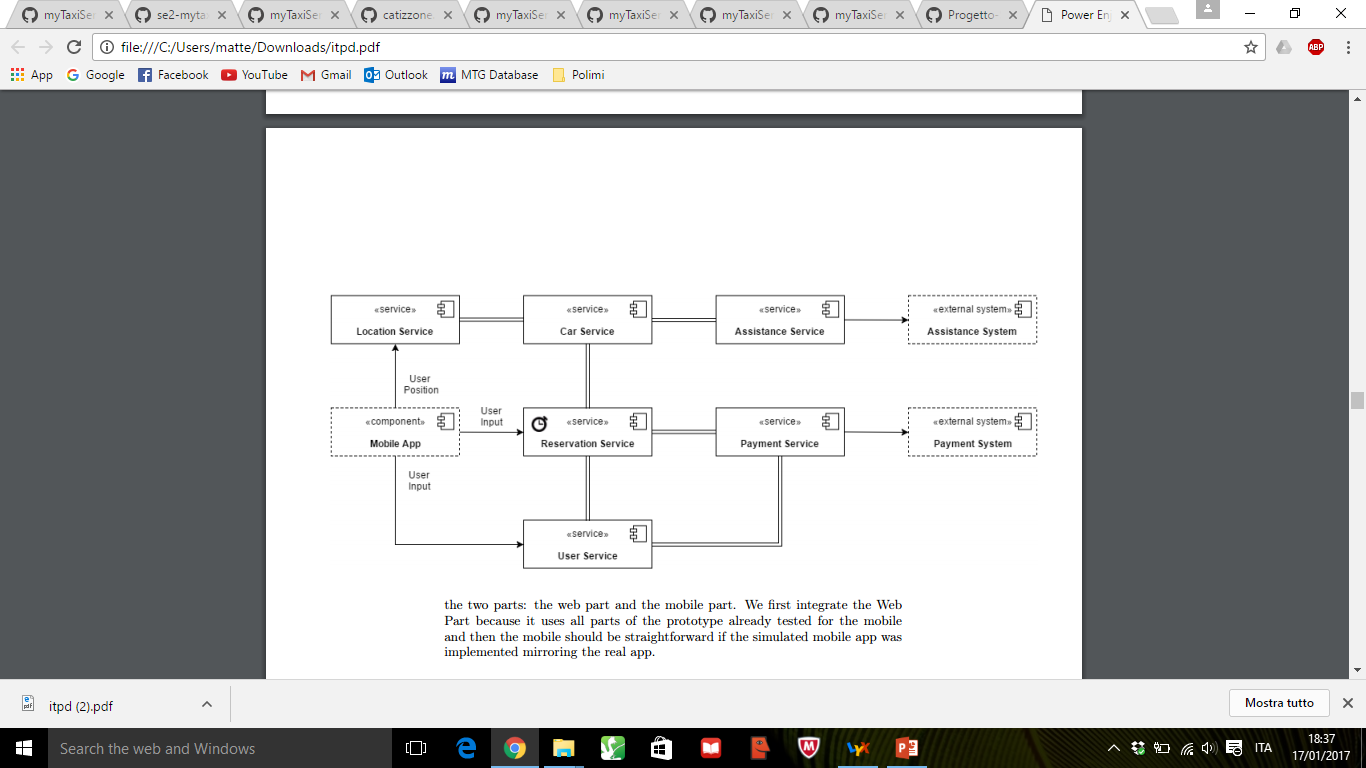 myTaxiSer
se2-myta
myTaxiSer
catizzone
myTaxiSer
myTaxiSer
myTaxiSer
myTaxiSer
Progetto-
Power En
file:///C:/Users/matte/Downloads/itpd.pdf
ABP
App Google Facebook YouTube Gmail Outlook MTG Database Polimi
«service» «service» «service» «external system»
Location Service Car Service Assistance Service Assistance System
User
Position
«component» «service» «service» «external system»
Mobile App Reservation Service Payment Service Payment System
User
Input
User
Input
«service»
User Service
the two parts: the web part and the mobile part. We first integrate the Web
Part because it uses all parts of the prototype already tested for the mobile
and then the mobile should be straightforward if the simulated mobile app was
implemented mirroring the real app.
itpd (2).pdf
Mostra tutto
Search the web and Windows
ITA
18:37
17/01/2017